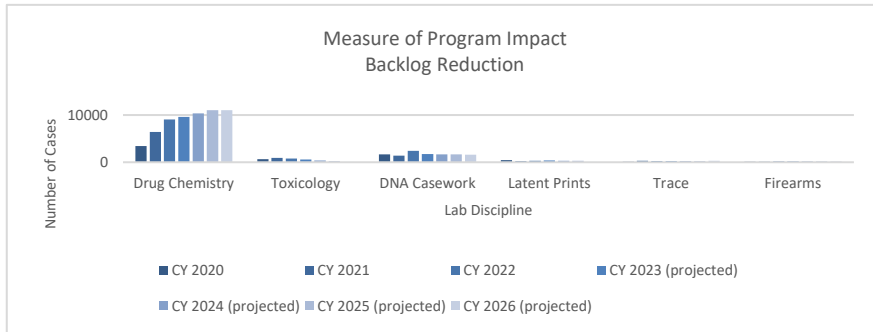 Measure of Program Impact
Backlog Reduction
Number of Cases
10000
0
Drug Chemistry Toxicology DNA Casework Latent Prints Trace Firearms
Lab Discipline
CY 2020 CY 2021 CY 2022 CY 2023 (projected)
CY 2024 (projected) CY 2025 (projected) CY 2026 (projected)